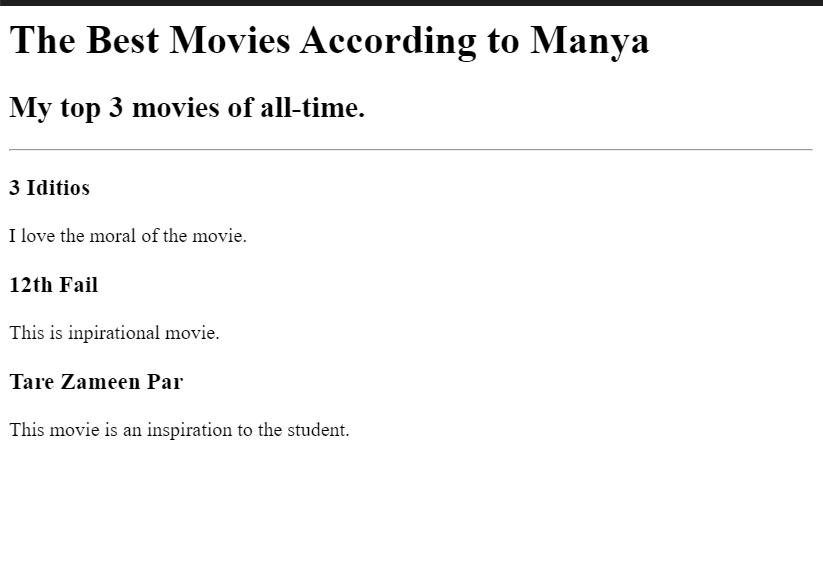 The Best Movies According to Manya
My top 3 movies of all-time.
3 Iditios
I love the moral of the movie.
12th Fail
This is inpirational movie.
Tare Zameen Par
This movie is an inspiration to the student.